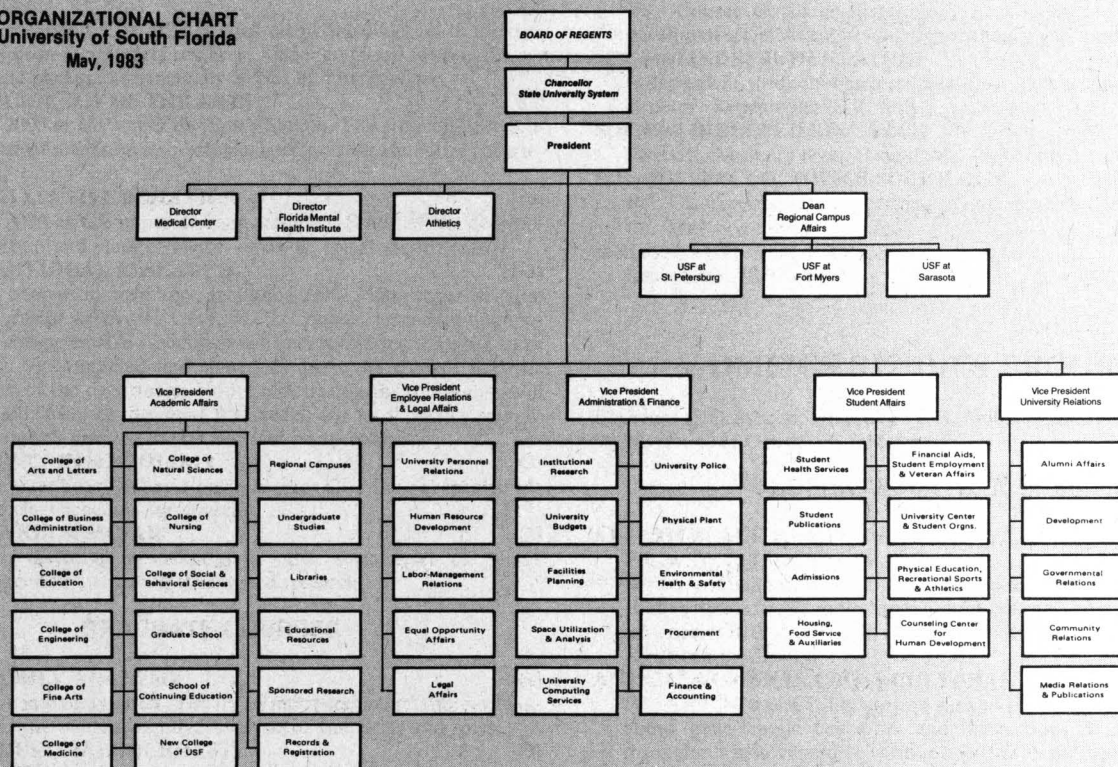 ORGANIZATIONAL CHART
University of South Florida
May, 1983
BOARD OF REGENTS
Chancellor
State University System
President
Director
Medical Center
Director
Florida Mental
Health Institute
Director
Athletics
Dean
Regional Campus
Affairs
USF at
St. Petersburg
USF at
Fort Myers
USF at
Sarasota
Vice President
Academic Affairs
Vice President
Employee Relations
& Legal Affairs
Vice President
Administration & Finance
Vice President
Student Affairs
Vice President
University Relations
College of
Arts and Letters
College of
Natural Sciences
Regional Campuses
University Personnel
Relations
Institutional
Research
University Police
Student
Health Services
Financial Aids,
Student Employment
& Veteran Affairs
Alumni Affairs
College of Business
Administration
College of
Nursing
Undergraduate
Studies
Human Resource
Development
University
Budgets
Physical Plant
Student
Publications
University Center
& Student Orgns.
Development
College of
Education
College of Social &
Behavioral Sciences
Libraries
Labor-Management
Relations
Facilities
Planning
Environmental
Health & Safety
Admissions
Physical Education,
Recreational Sports
& Athletics
Governmental
Relations
College of
Engineering
Graduate School
Educational
Resources
Equal Opportunity
Affairs
Space Utilization
& Analysis
Procurement
Housing,
Food Service
& Auxiliaries
Counseling Center
for
Human Development
Community
Relations
College of
Fine Arts
School of
Continuing Education
Sponsored Research
Legal
Affairs
University
Computing
Services
Finance &
Accounting
Media Relations
& Publications
College of
Medicine
New College
of USF
Records &
Registration